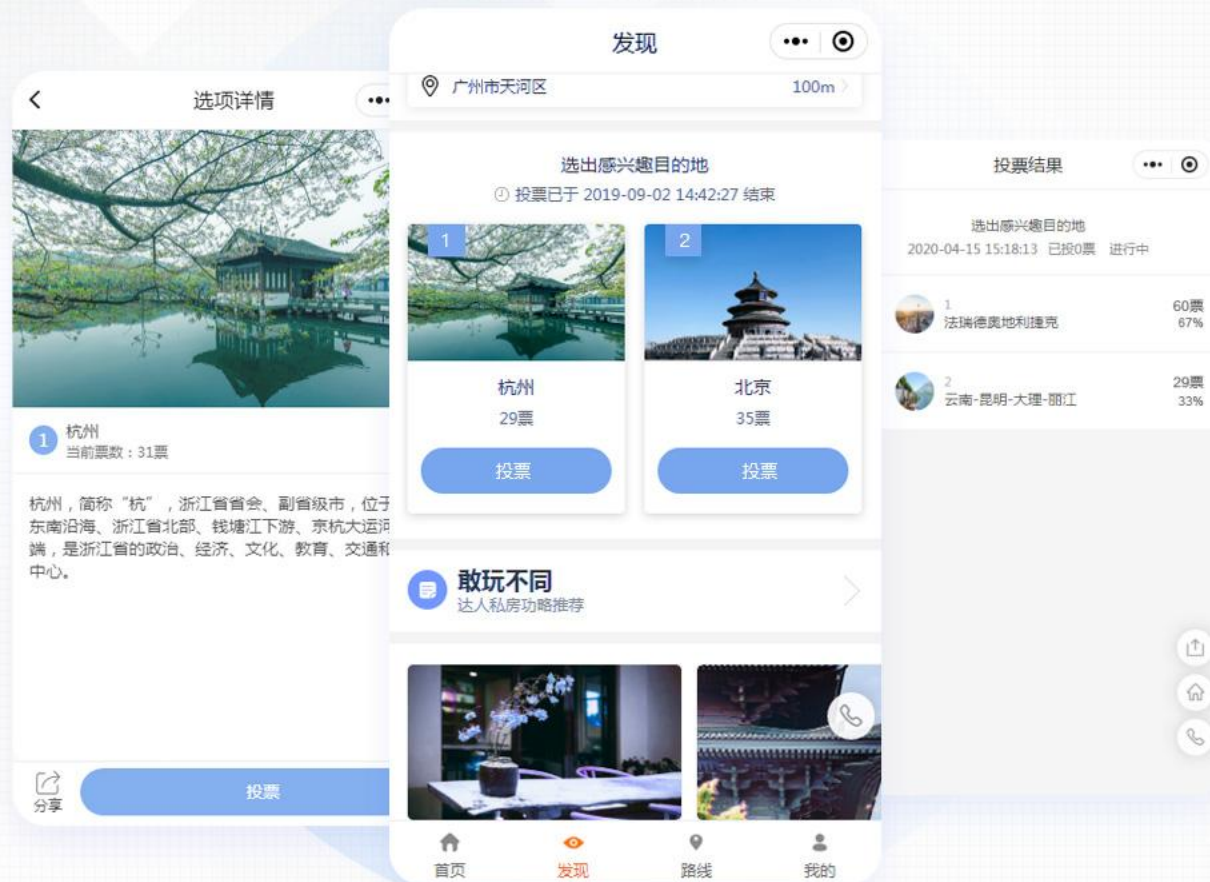 选项详情
1
杭州
当前票数：31票
杭州，简称“杭”，浙江省省会、副省级市，位于
东南沿海、浙江省北部、钱塘江下游、京杭大运河
端，是浙江省的政治、经济、文化、教育、交通和
中心。
分享
投票
发现
广州市天河区
100m
选出感兴趣目的地
投票已于 2019-09-02 14:42:27 结束
1
2
杭州
北京
29票
35票
投票
投票
敢玩不同
达人私房功略推荐
首页
发现
路线
我的
投票结果
选出感兴趣目的地
2020-04-15 15:18:13 已投0票 进行中
1
60票
法瑞德奥地利捷克
67%
2
29票
云南-昆明-大理-丽江
33%